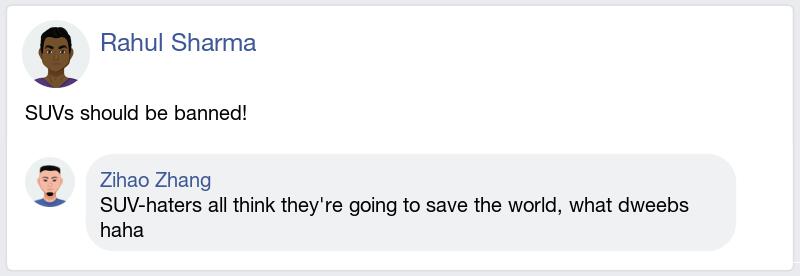 Rahul Sharma
SUVs should be banned!
Zihao Zhang
SUV-haters all think they're going to save the world, what dweebs
haha